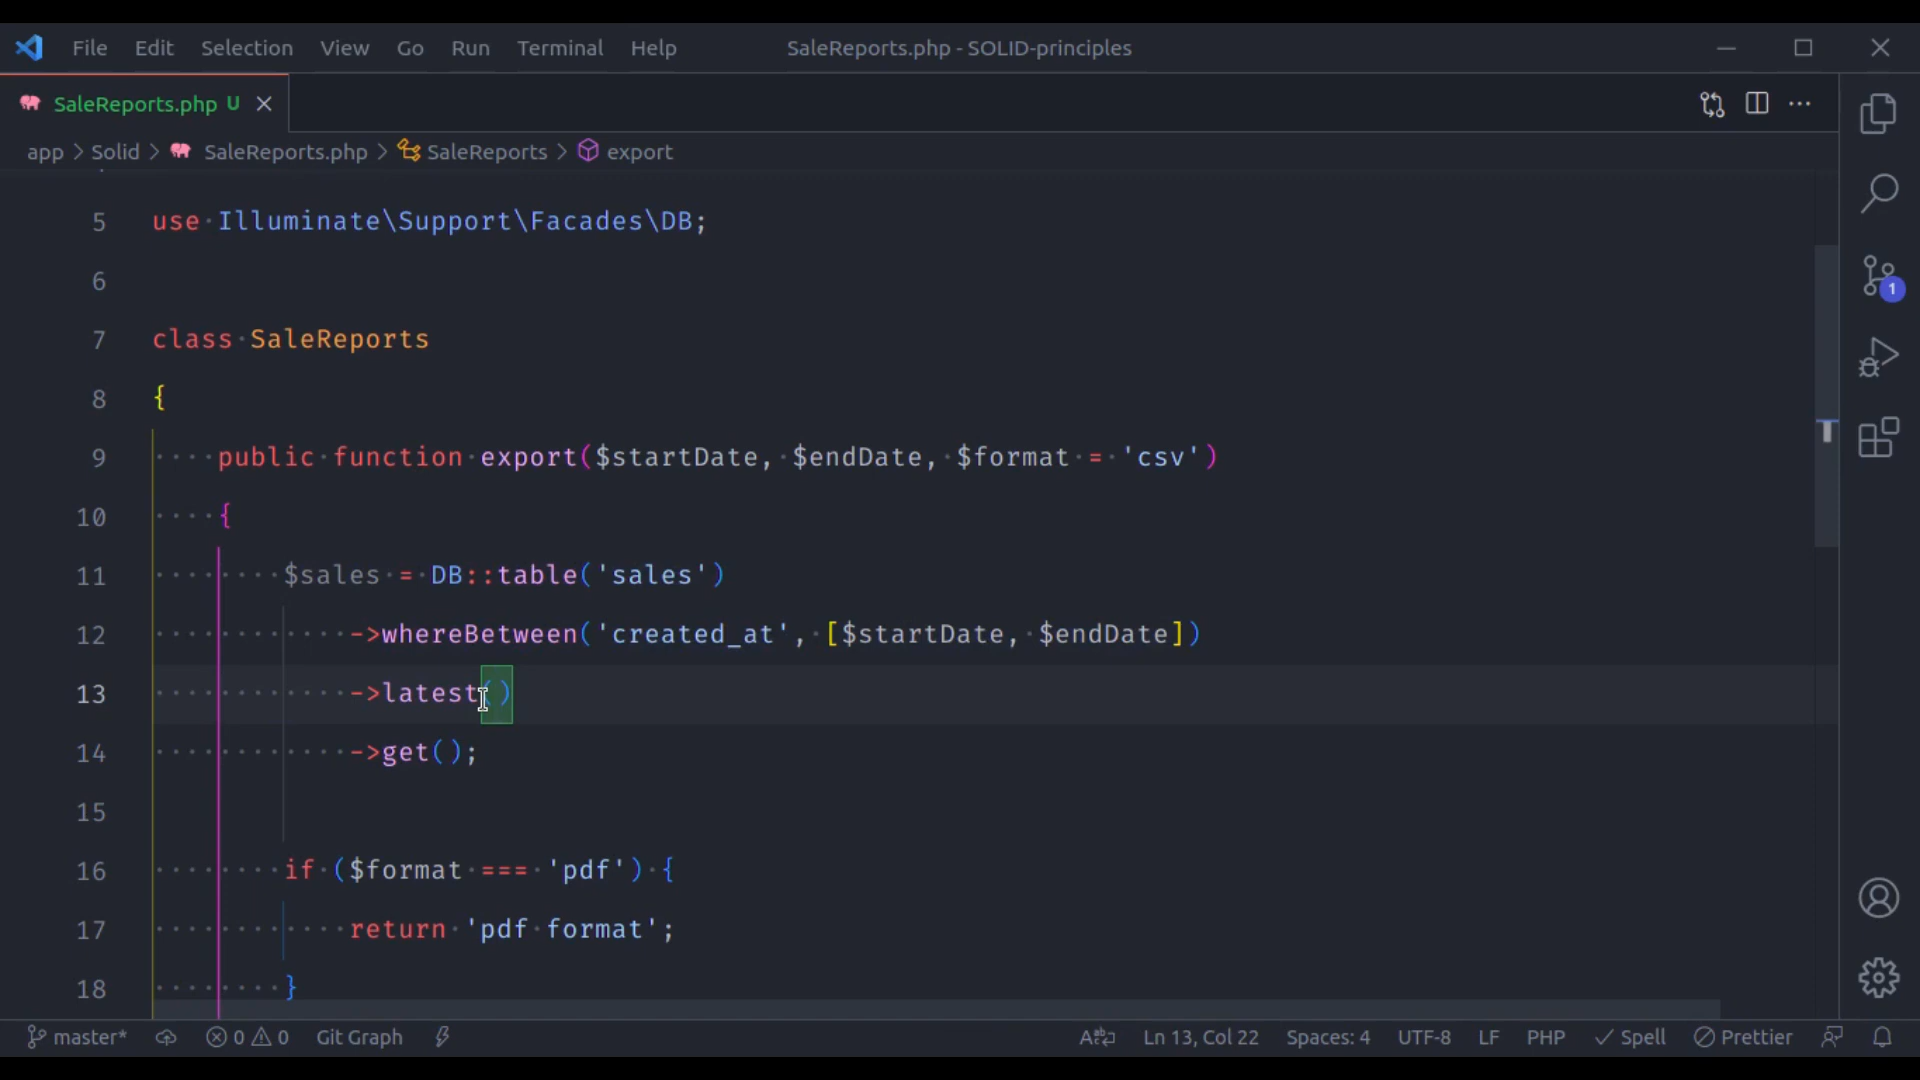 File Edit Selection View Go Run Terminal Help SaleReports.php - SOLID-principles
SaleReports.php U
app > Solid > SaleReports.php > SaleReports > export
5 use Illuminate\Support\Facades\DB;
6
7 class SaleReports
8 {
9 public function export($startDate, $endDate, $format = 'csv')
10 {
11 $sales = DB::table('sales')
12 ->whereBetween('created_at', [$startDate, $endDate])
13 ->latest()
14 ->get();
15
16 if ($format === 'pdf') {
17 return 'pdf format';
18 }
1
master* 0 0 Git Graph Ln 13, Col 22 Spaces: 4 UTF-8 LF PHP Spell Prettier